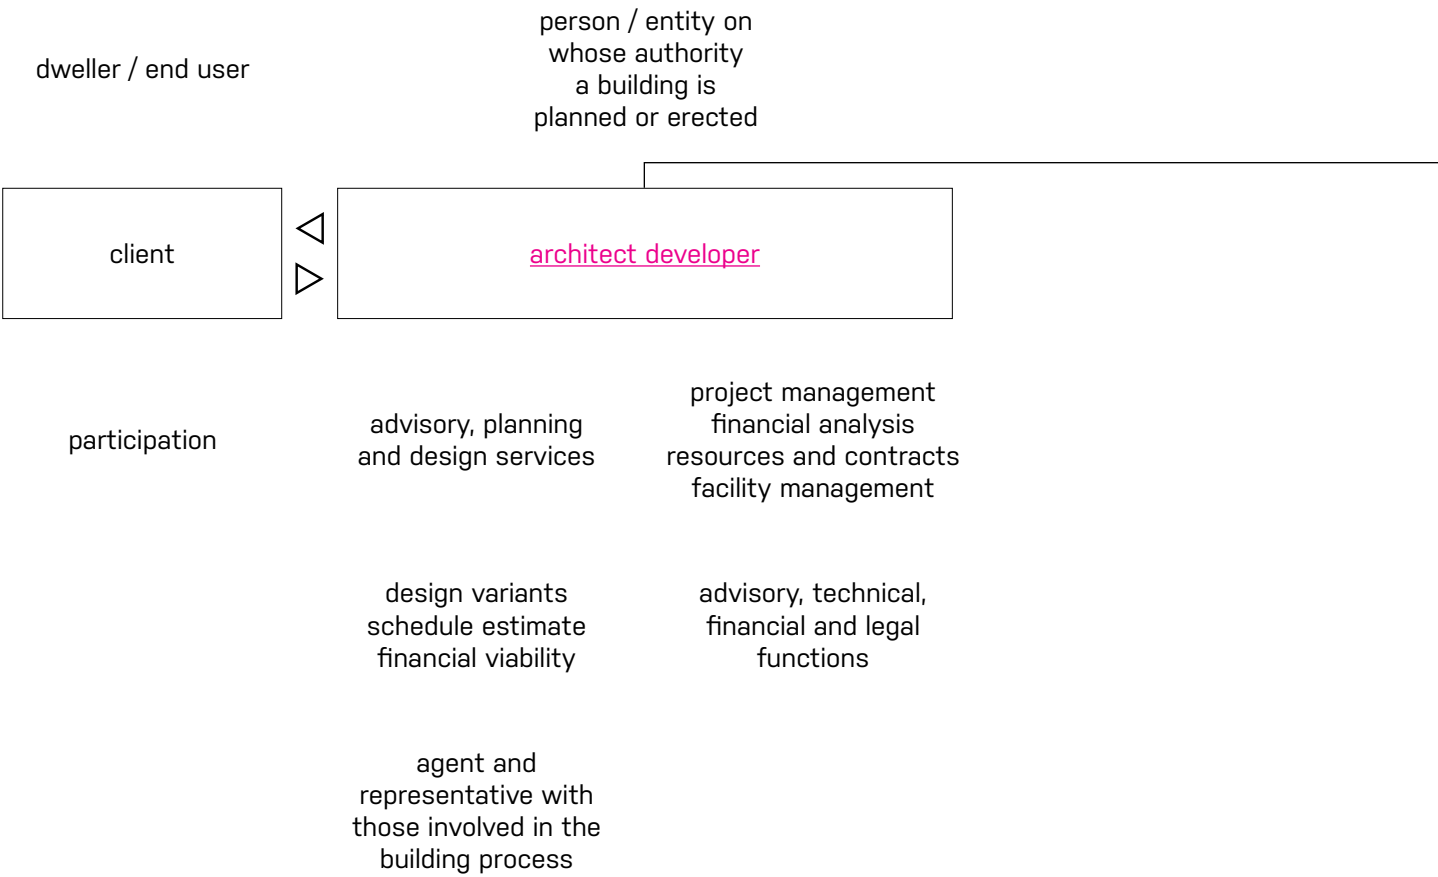 dweller / end user
person / entity on
whose authority
a building is
planned or erected
client
architect developer
participation
advisory, planning
and design services
project management
financial analysis
resources and contracts
facility management
design variants
schedule estimate
financial viability
advisory, technical,
financial and legal
functions
agent and
representative with
those involved in the
building process